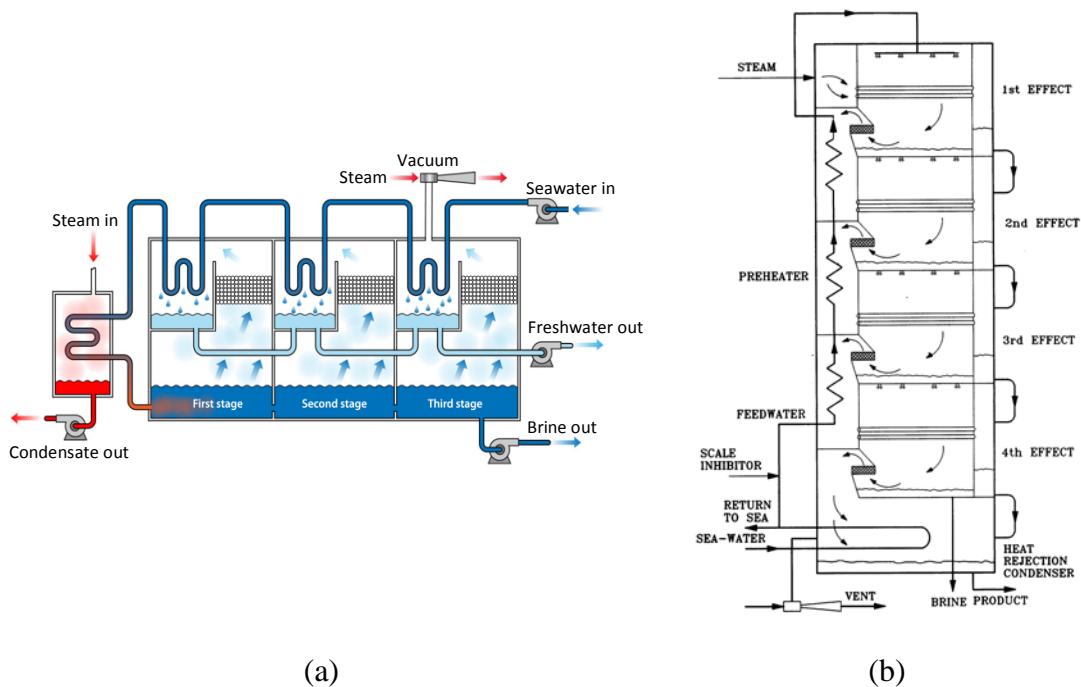 Vacuum
Steam
Seawater in
Steam in
Freshwater out
First stage
Second stage
Third stage
Brine out
Condensate out
(a)
STEAM
1st EFFECT
2nd EFFECT
PREHEATER
3rd EFFECT
FEEDWATER
SCALE
INHIBITOR
4th EFFECT
RETURN
TO SEA
SEA-WATER
HEAT
REJECTION
CONDENSER
VENT
BRINE PRODUCT
(b)